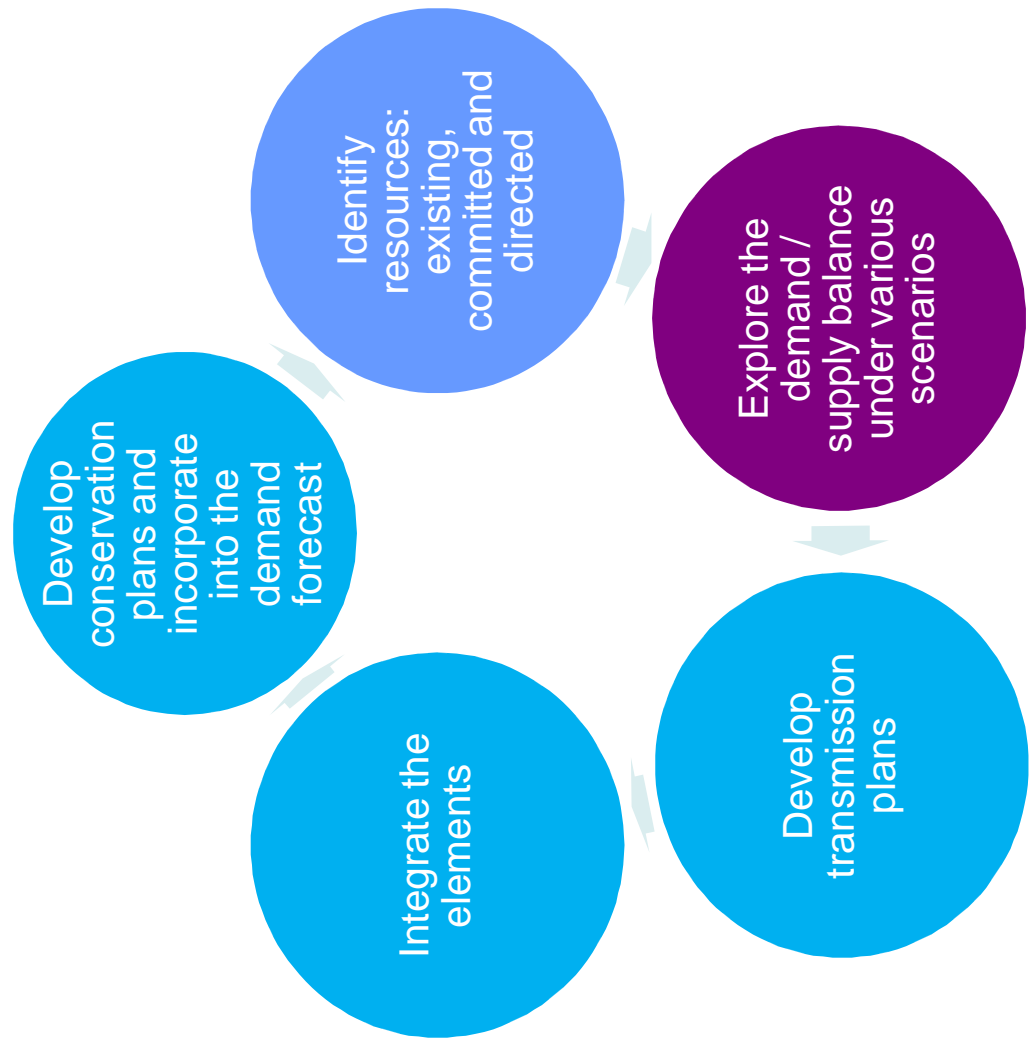 Develop
conservation
plans and
incorporate
into the
demand
forecast
Identify
resources:
existing,
committed and
directed
Explore the
demand /
supply balance
under various
scenarios
Develop
transmission
plans
Integrate the
elements